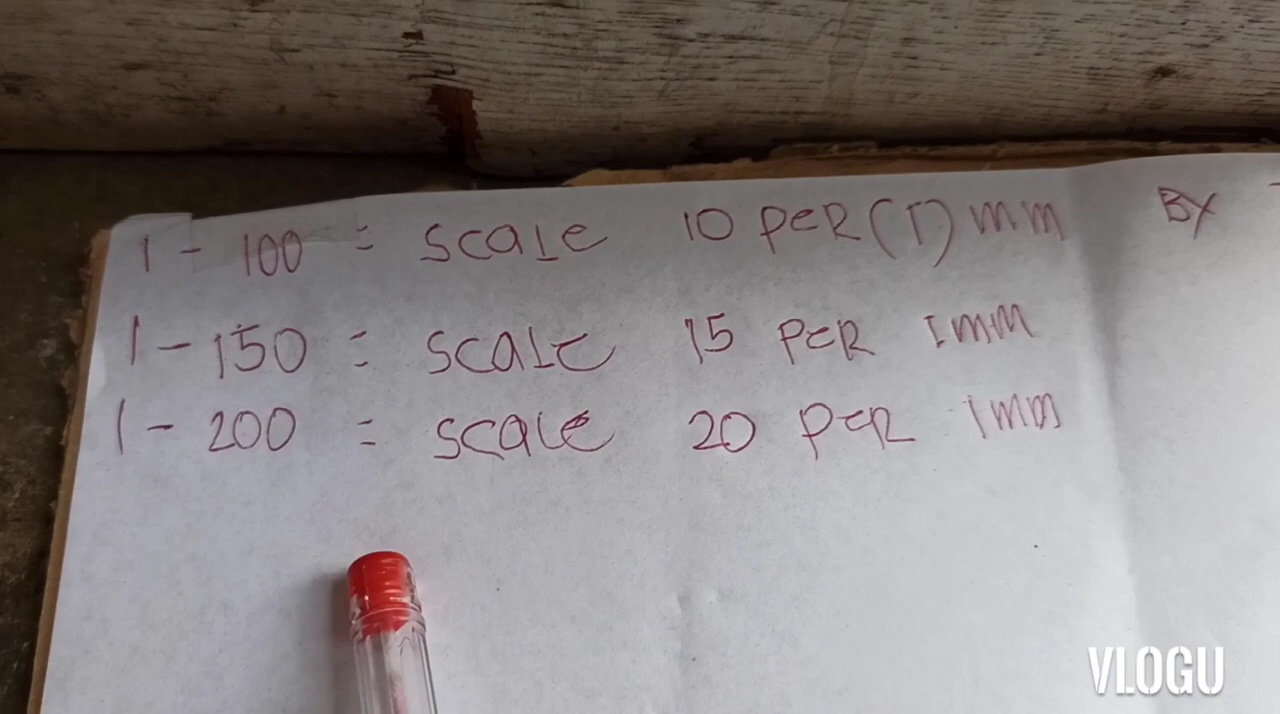 1 - 100 = scale 10 per (1) mm BY
1 - 150 = scale 15 per 1mm
1 - 200 = scale 20 per 1mm
VLOGU